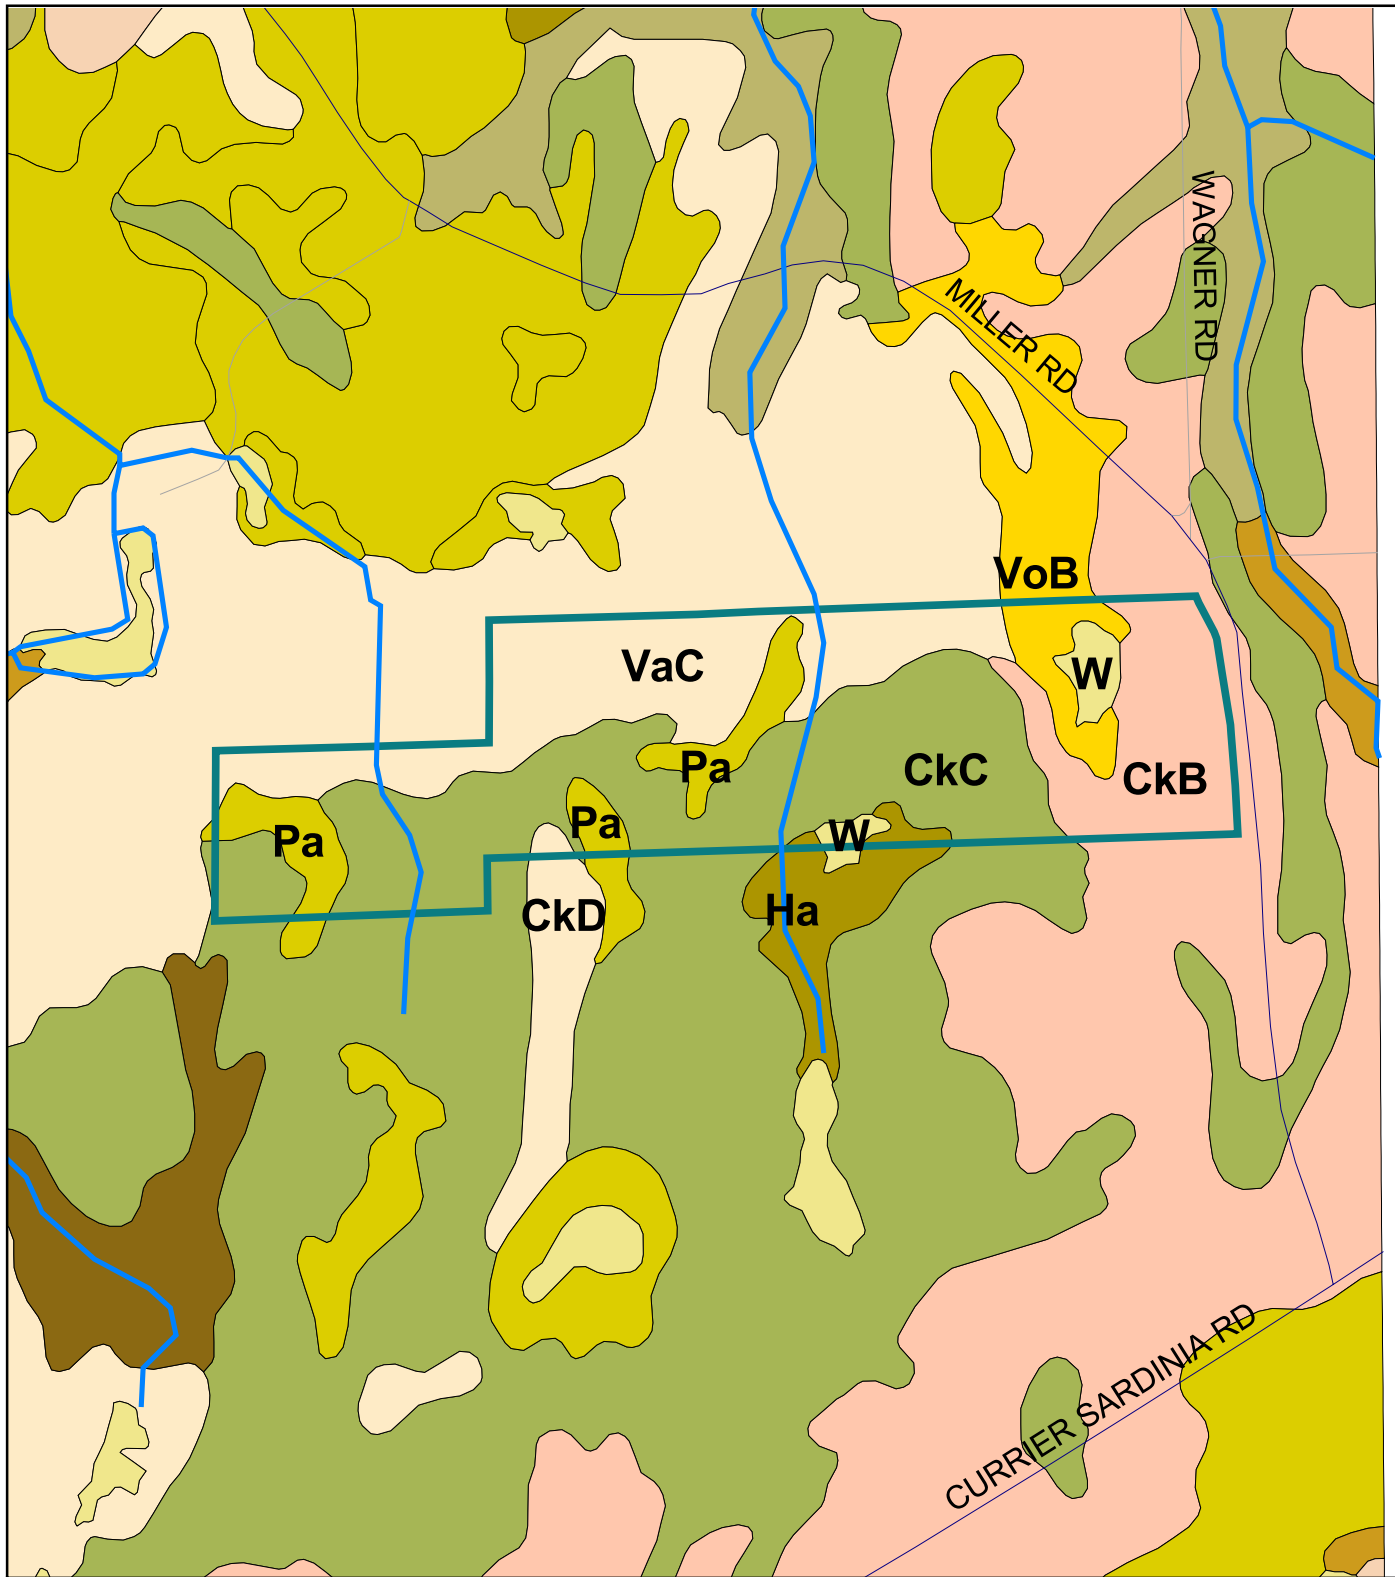 WAGNER RD
MILLER RD
VoB
VaC
W
Pa
CkC
CkB
Pa
Pa
W
CkD
Ha
CURRIER SARDINIA RD